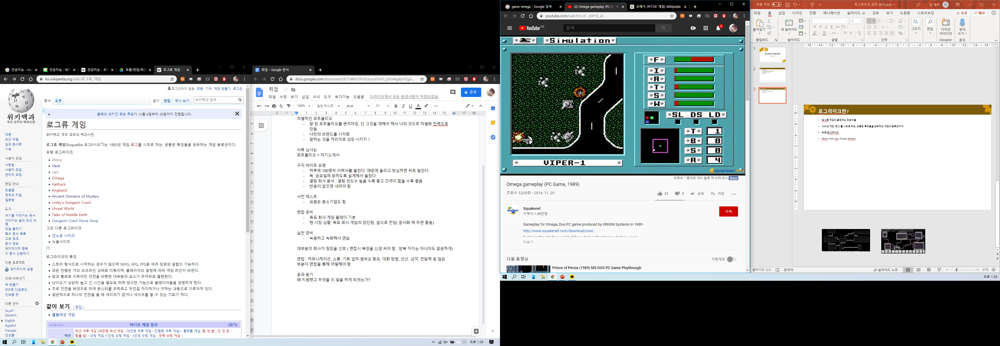 인공지능 - Goo
인공지능 : 네이
인공지능 - 위키
포폴/면접/취업
로그류 게임 -
ko.wikipedia.org/wiki/로그류_게임
로그인하지 않음 토론 기여 계정 만들기 로그인
위키백과
우리 모두의 백과사전
문서 토론
읽기 편집 역사 보기
위키백과 검색
올해의 위키인 후보 투표가 12월 9일부터 20일까지 진행됩니다.
로그류 게임
위키백과, 우리 모두의 백과사전.
로그류 게임(Roguelike 로그라이크[*])는 1980년 게임 로그를 시조로 하는, 공통된 특징들을 공유하는 게임 분류군이다.
유명 로그라이크
Moria
Hack
Larn
Omega
Nethack
Angband
Ancient Domains of Mystery
Linley's Dungeon Crawl
Unreal World
Tales of Middle Earth
Dungeon Crawl Stone Soup
그외 다른 로그라이크
언노운 나이츠
소울나이츠
[1]
로그라이크의 특징
스토리 형식으로 시작하는 경우가 많으며 SRPG, RPG, FPS등 여러 장르와 결합이 가능하다.
모든 진행은 거의 오프라인 상태로 이뤄지며, 플레이어의 결정에 따라 게임 라인이 바뀐다.
방과 통로로 이루어진 던전을 비롯한 대부분의 요소가 무작위로 출현한다.
난이도가 상당히 높고 긴 시간을 필요로 하며 점수판 기능으로 플레이어들을 경쟁하게 한다.
주로 던전을 배경으로 하여 몬스터를 무찌르고 무언갈 차지하거나 구하는 내용으로 이루어져 있다.
일반적으로 하나의 던전을 돌 때 세이브가 없거나 세이브를 할 수 있는 기회가 적다.
같이 보기 [ 편집 ]
롤플레잉 게임
V • D • E • H
비디오 게임 장르
[접기]
액션
액션 격투 게임 (대전형 액션 게임 • 대전형 격투 게임 • 진행형 격투 게임) • 플랫폼 게임 (합 앤 밥 • 건 앤 런 •
텀블 팝) • 슈팅 게임 (1인칭 슈팅 게임 • 3인칭 슈팅 게임 • 전략 슈팅 게임 •
대문
최근 바뀜
임의 문서로
기부
사용자 모임
사랑방
사용자 모임
관리자 요청
편집 안내
도움말
정책과 지침
질문방
도구
여기를 가리키는 문서
가리키는 글의 최근 바
뀜
파일 올리기
특수 문서 목록
고유 링크
문서 정보
위키데이터 항목
이 문서 인용하기
다른 프로젝트
위키미디어 공용
인쇄/내보내기
책 만들기
PDF로 다운로드
인쇄용 판
다른 언어
العربية
Deutsch
English
Español
Français
日本語
오후 1:29
취업 - Google 문서
docs.google.com/document/d/1S4kN1R1IcUcucsUInO_zjYo4ag8yHZga...
취업
파일 수정 보기 삽입 서식 도구 부가기능 도움말 드라이브에서 모든 변경사항이 저장되었습...
공유
100% 일반 텍스트 Arial 11 B I U A
차별적인 포트폴리오
- 잘 된 포트폴리오를 벤치마킹, 단 그것을 재해석 해서 나의 것으로 차별화 전력으로
만듬
- 나만의 브랜드를 시각화
- 잘하는 것을 커리어로 성장 시키지ㅏ
서류 심사는
포트폴리오 + 자기소개서
구직 싸이트 요령
- 하루에 100명씩 이력서를 올린다. 때문에 올리고 방심하면 뒤로 밀린다.
- 목, 금요일에 읽히도록 설계해서 올린다.
- 열람 회사 분석 : 열람 빈도수 높을 수록 좋고 간격이 짧을 수록 좋음
- 반응이 없으면 내려야 함
사전 테스트
- 요즘은 중소기업도 함
면접 준비
- 목표 회사 게임 플레이 기본
- 현 시장 상황, 목표 회사 게임의 장단점, 앞으로 전망( 문서화 해 두면 좋음)
실전 준비
- 녹음하고 녹화해서 연습
대부분의 회사가 정장을 선호 ( 면접시 복장을 신경 써야 함 , 양복 까지는 아니어도 깔끔하게)
면접 : 커뮤니케이션, 소통, 기획 업무 범위상 중요, 대화 방법, 인산, 성격, 전달력 등 많은
부분이 면접을 통해 어필해야 함
꿈과 동기
왜 지원했고 무엇을 이 일을 하게 되엇는가?
game omega - Google 검색
(2) Omega gameplay (PC G
오메가 (비디오 게임)-Wikipedia
youtube.com/watch?v=E-_k0PrK_jA
YouTube KR
검색
2
Simulation
F
I
A
T
S
W
SL DS LD
T 1
B 0
S 0
A 4
VIPER-1
SQUAKENET.COM
유튜브 ™ 를위한 애드 블록 에 의해 정소 Share
Omega gameplay (PC Game, 1989)
조회수 3,329회 • 2014. 11. 20.
21 2 공유 저장
Squakenet
구독자 1.58만명
구독
Gameplay for Omega, Dos PC game produced by ORIGIN Systems in 1989 -
http://www.squakenet.com/download/ome...
더보기
다음 동영상
자동재생
Prince of Persia (1989) MS-DOS PC Game Playthrough
자동 저장 끔
로그라이크_장르 분석.pptx
정 재호
파일 홈 삽입 디자인 전환 애니메이션 슬라이드 쇼 검토 보기 도움말 스토리보딩 공유 메모
붙여넣기
새 슬라이드
그리기
편집
디자인
아이디어
받아
쓰기
클립보드 슬라이드 글꼴 단락 Designer 음성
1
로그라이크 장르 분석
2
3
로그라이크란?
로그류 게임의 통칭하는 장르이름
1980년 게임 '로그'를 시초로 하는, 공통된 특징들을 공유하는 게임의 분류군이다.
유명 로그라이크
Moria, Hack, Larn, Omega, Nethack
슬라이드 3/3 한국어 슬라이드 노트 57%
오후 1:29